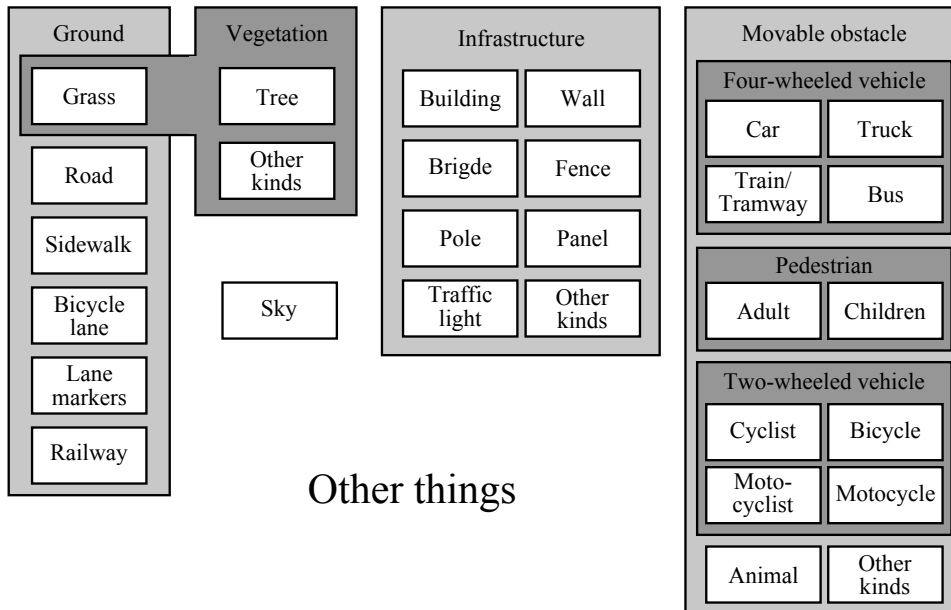 Ground
Grass
Road
Sidewalk
Bicycle
lane
Lane
markers
Railway
Vegetation
Tree
Other
kinds
Sky
Infrastructure
Building
Wall
Brigde
Fence
Pole
Panel
Traffic
light
Other
kinds
Movable obstacle
Four-wheeled vehicle
Car
Truck
Train/
Tramway
Bus
Pedestrian
Adult
Children
Two-wheeled vehicle
Cyclist
Bicycle
Moto-
cyclist
Motocycle
Animal
Other
kinds
Other things